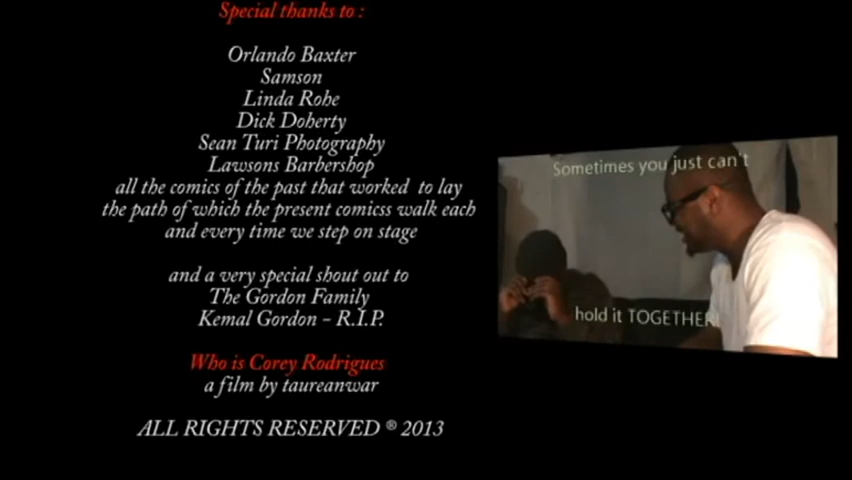 Special thanks to :
Orlando Baxter
Samson
Linda Rohe
Dick Doherty
Sean Turi Photography
Lawsons Barbershop
all the comics of the past that worked to lay
the path of which the present comicss walk each
and every time we step on stage
and a very special shout out to
The Gordon Family
Kemal Gordon - R.I.P.
Who is Corey Rodrigues
a film by taureanwar
ALL RIGHTS RESERVED ® 2013
Sometimes you just can't
hold it TOGETHER!